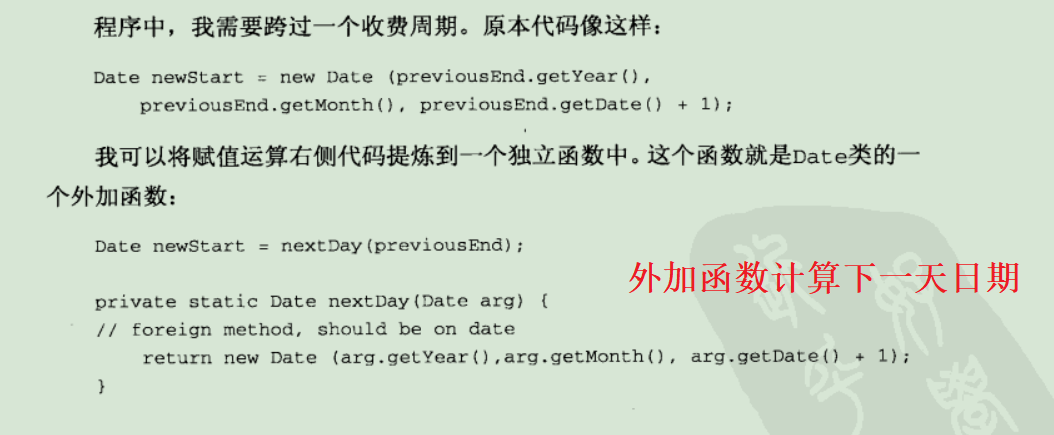 程序中，我需要跨过一个收费周期。原本代码像这样：
Date newStart = new Date (previousEnd.getYear(),
previousEnd.getMonth(), previousEnd.getDate() + 1);
我可以将赋值运算右侧代码提炼到一个独立函数中。这个函数就是Date类的一
个外加函数：
Date newStart = nextDay(previousEnd);
外加函数计算下一天日期
private static Date nextDay(Date arg) {
// foreign method, should be on date
return new Date (arg.getYear(),arg.getMonth(), arg.getDate() + 1);
}